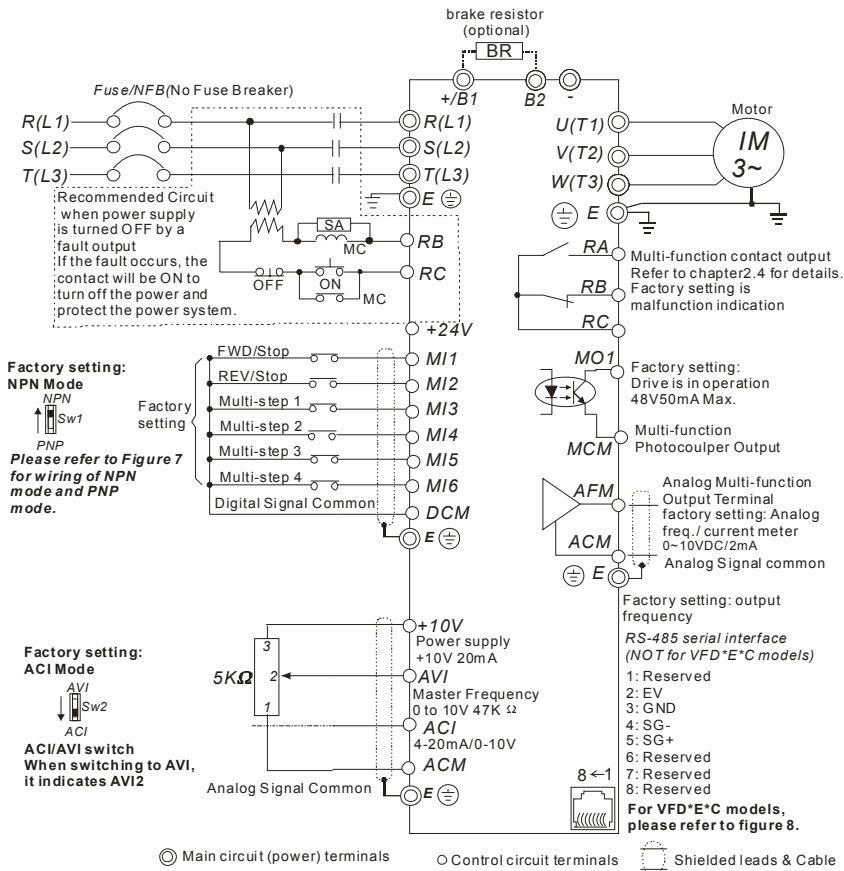 brake resistor
(optional)
BR
+/B1
B2
-
Fuse/NFB(No Fuse Breaker)
R(L1)
S(L2)
T(L3)
R(L1)
S(L2)
T(L3)
E
Recommended Circuit
when power supply
is turned OFF by a
fault output
If the fault occurs, the
contact will be ON to
turn off the power and
protect the power system.
SA
MC
OFF
ON
MC
RB
RC
+24V
U(T1)
V(T2)
W(T3)
E
Motor
IM
3~
RA
RB
RC
Multi-function contact output
Refer to chapter2.4 for details.
Factory setting is
malfunction indication
MO1
Factory setting:
Drive is in operation
48V50mA Max.
MCM
Multi-function
Photocoulper Output
AFM
ACM
E
Analog Multi-function
Output Terminal
factory setting: Analog
freq./ current meter
0~10VDC/2mA
Analog Signal common
Factory setting: output
frequency
Factory setting:
NPN Mode
NPN
Sw1
PNP
Please refer to Figure 7
for wiring of NPN
mode and PNP
mode.
Factory
setting
FWD/Stop
REV/Stop
Multi-step 1
Multi-step 2
Multi-step 3
Multi-step 4
Digital Signal Common
MI1
MI2
MI3
MI4
MI5
MI6
DCM
E
Factory setting:
ACI Mode
AVI
Sw2
ACI
ACI/AVI switch
When switching to AVI,
it indicates AVI2
5KΩ
3
2
1
+10V
Power supply
+10V 20mA
AVI
Master Frequency
0 to 10V 47K Ω
ACI
4-20mA/0-10V
ACM
Analog Signal Common
E
RS-485 serial interface
(NOT for VFD*E*C models)
1: Reserved
2: EV
3: GND
4: SG-
5: SG+
6: Reserved
7: Reserved
8: Reserved
8←1
For VFD*E*C models,
please refer to figure 8.
Main circuit (power) terminals
Control circuit terminals
Shielded leads & Cable